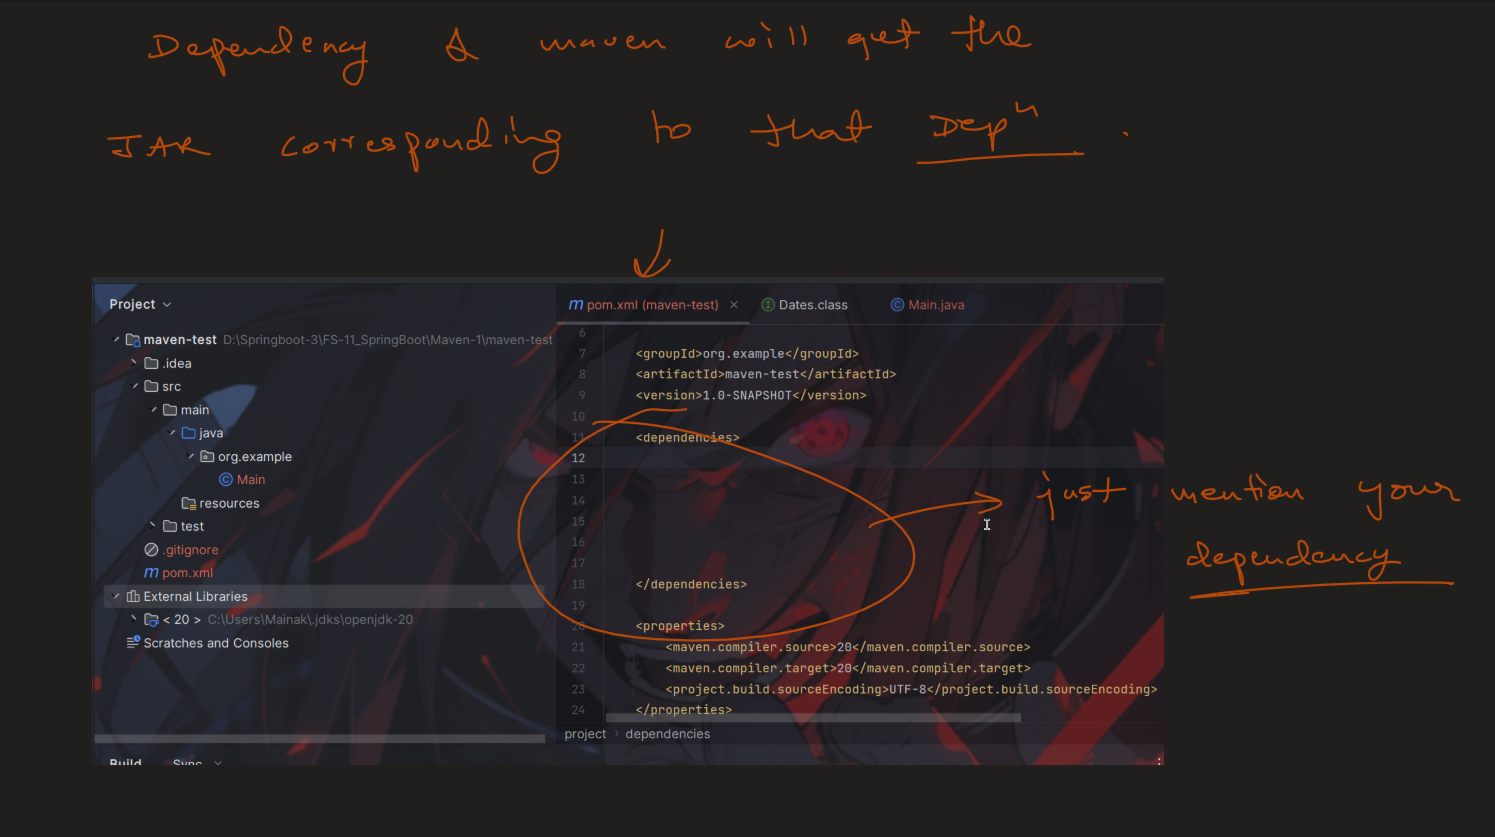 Dependency & maven will get the
JAR corresponding to that Depⁿ .
Project
maven-test D:\Springboot-3\FS-11_SpringBoot\Maven-1\maven-test
.idea
src
main
java
org.example
Main
resources
test
.gitignore
pom.xml
External Libraries
< 20 > C:\Users\Mainak\.jdks\openjdk-20
Scratches and Consoles
Build Sync
pom.xml (maven-test) Dates.class Main.java
6
7 <groupId>org.example</groupId>
8 <artifactId>maven-test</artifactId>
9 <version>1.0-SNAPSHOT</version>
10
11 <dependencies>
12
13
14
15
16
17
18 </dependencies>
19
20 <properties>
21 <maven.compiler.source>20</maven.compiler.source>
22 <maven.compiler.target>20</maven.compiler.target>
23 <project.build.sourceEncoding>UTF-8</project.build.sourceEncoding>
24 </properties>
project > dependencies
just mention your
dependency